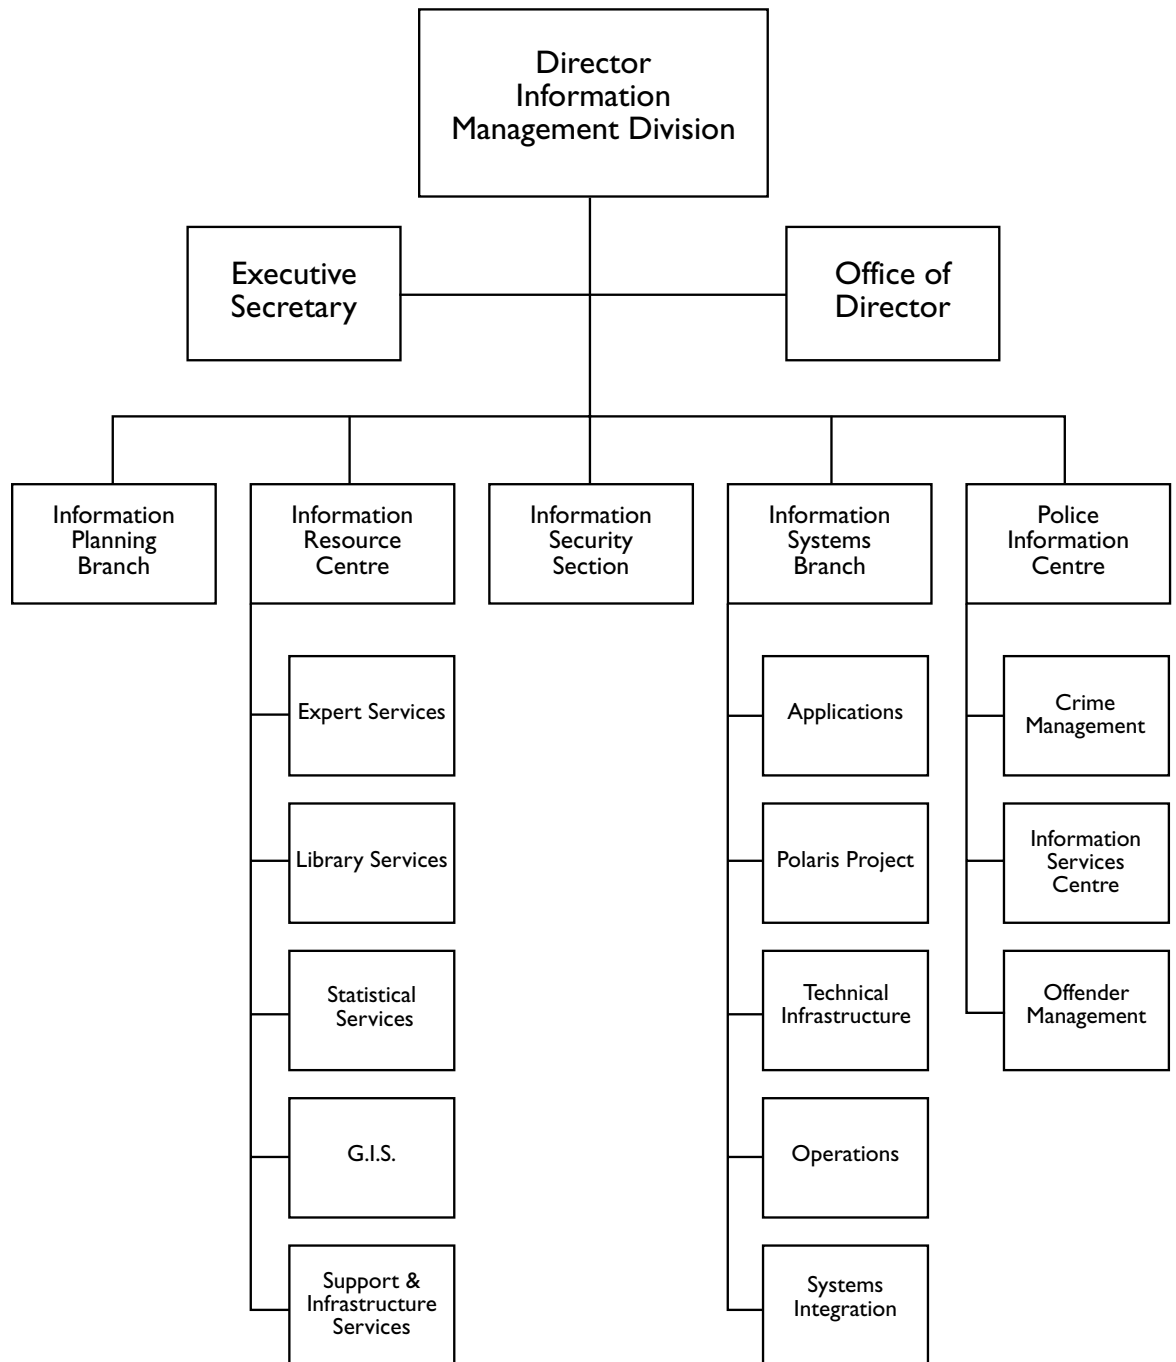 Director
Information
Management Division
Executive
Secretary
Office of
Director
Information
Planning
Branch
Information
Resource
Centre
Information
Security
Section
Information
Systems
Branch
Police
Information
Centre
Expert Services
Library Services
Statistical
Services
G.I.S.
Support &
Infrastructure
Services
Applications
Polaris Project
Technical
Infrastructure
Operations
Systems
Integration
Crime
Management
Information
Services
Centre
Offender
Management